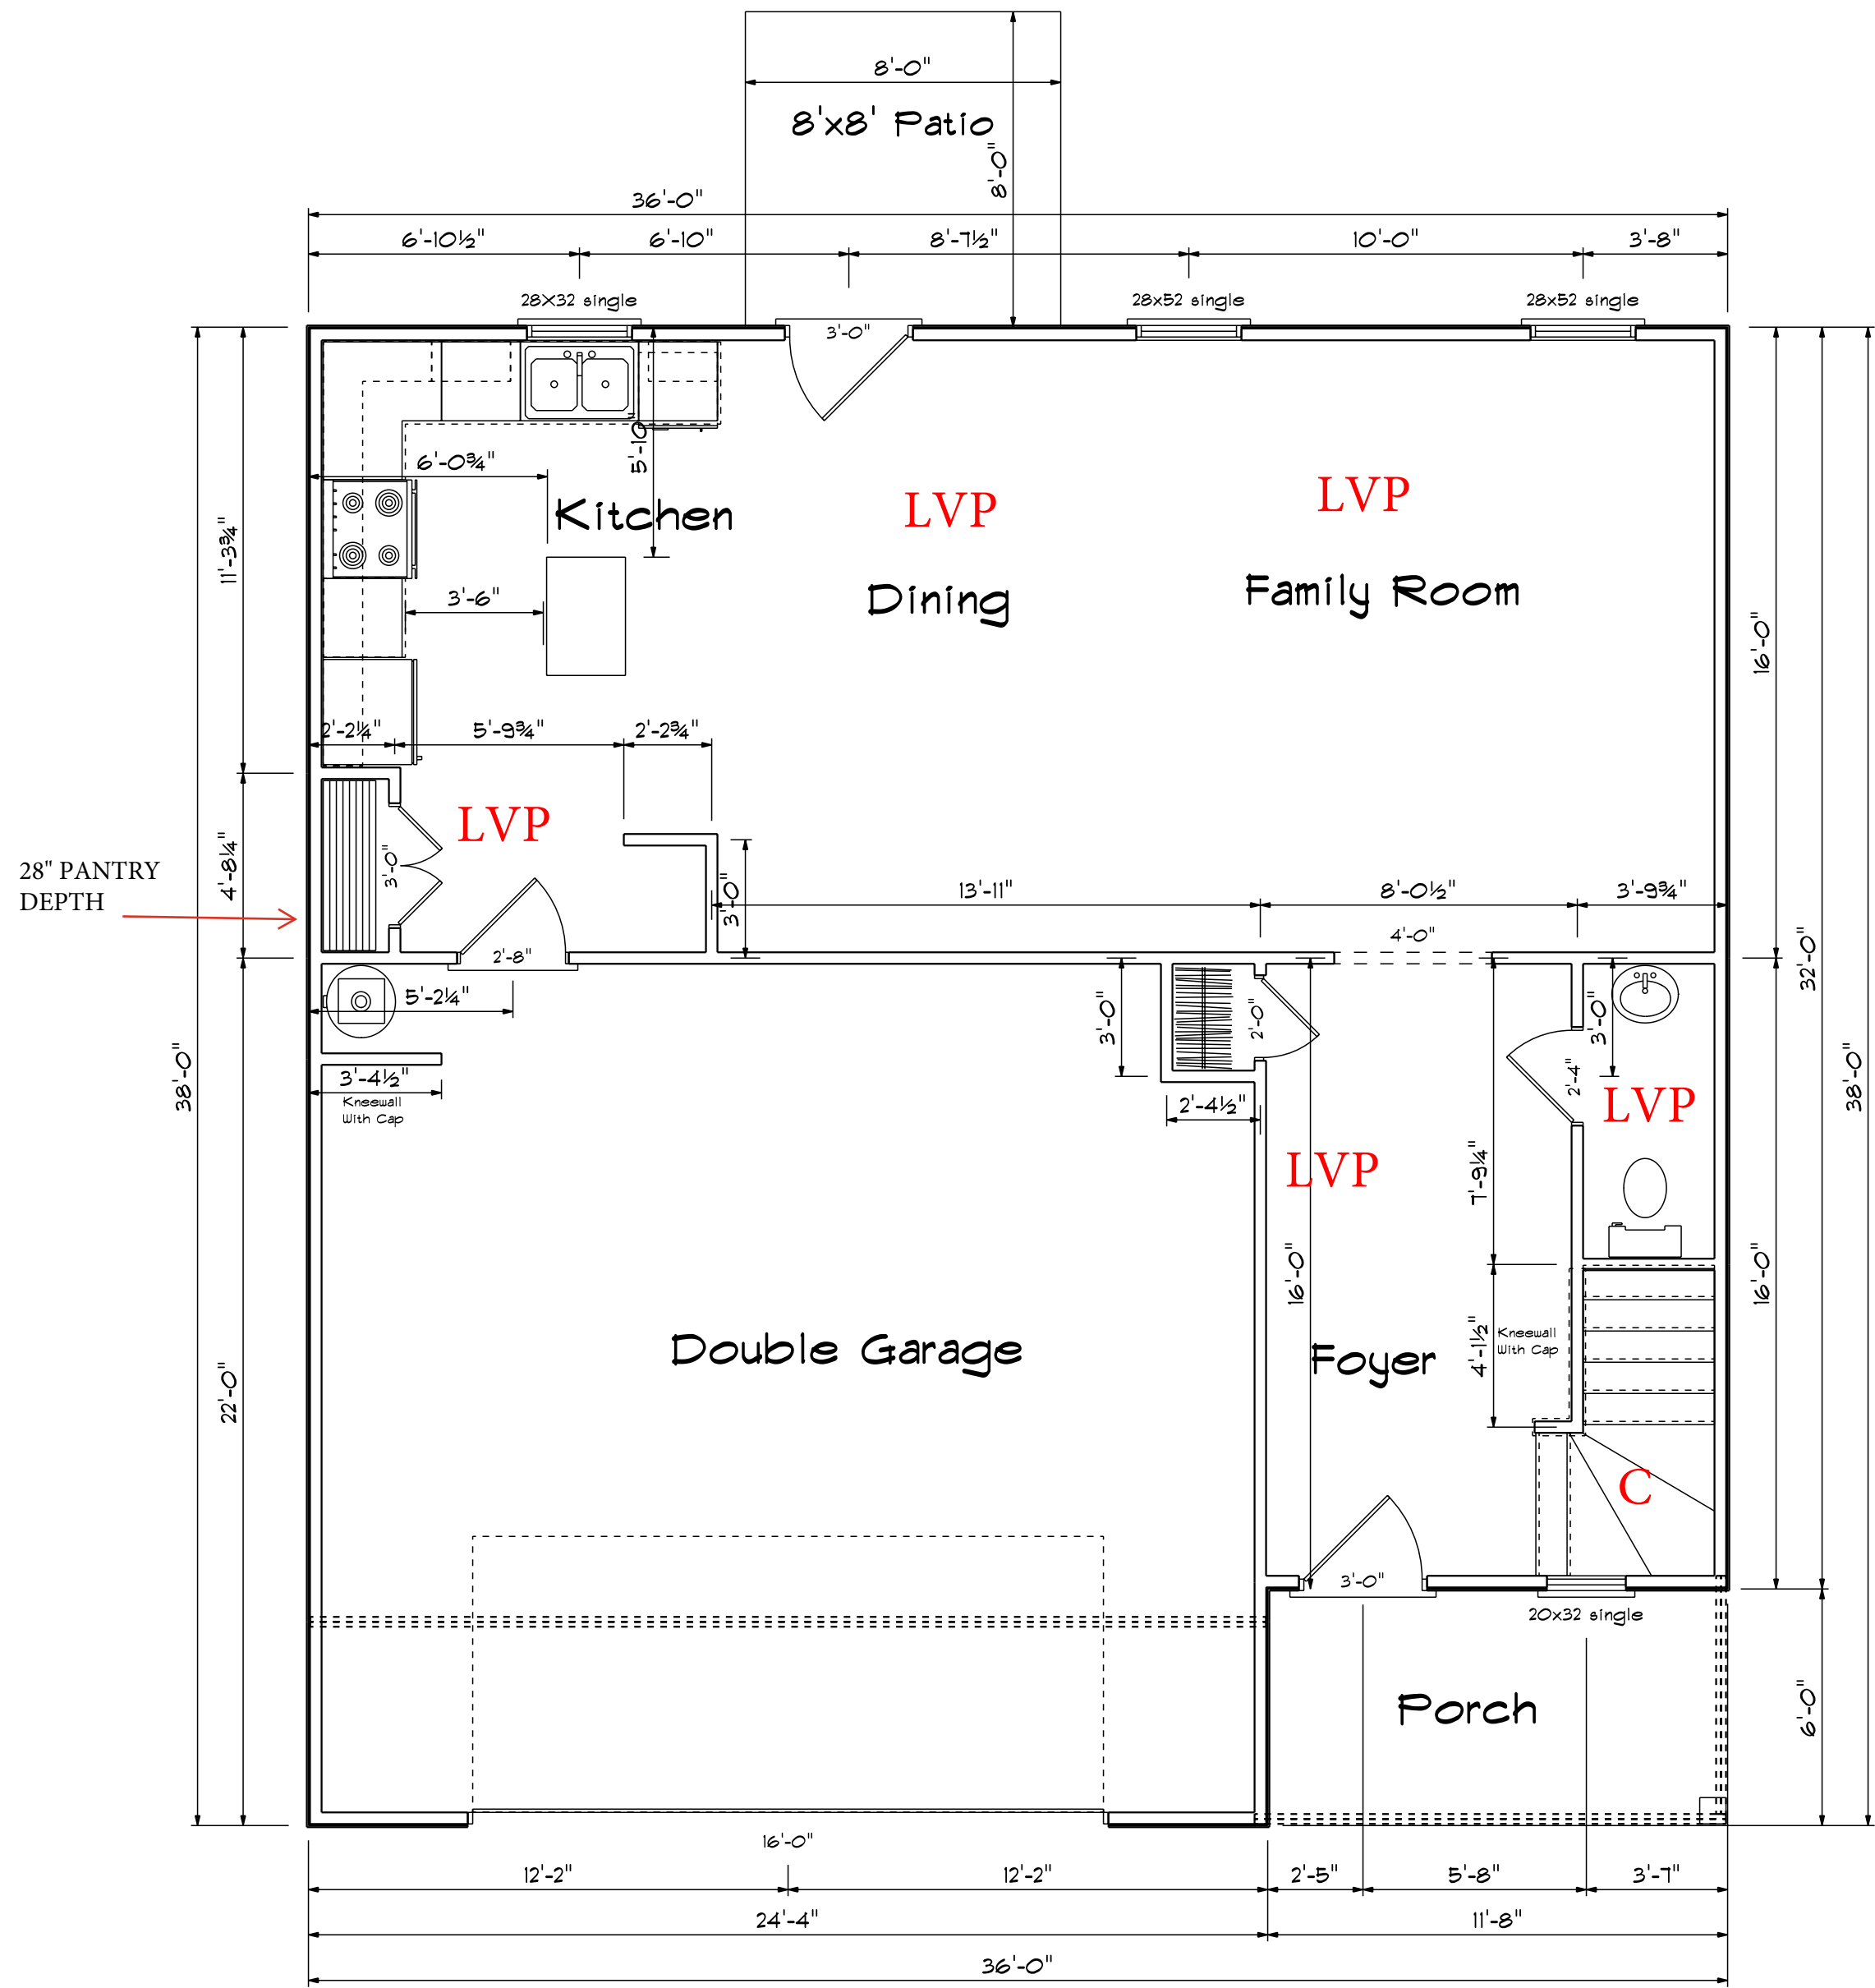 8'-0"
8'x8' Patio
8'-0"
36'-0"
6'-10½"
6'-10"
8'-7½"
10'-0"
3'-8"
28X32 single
28x52 single
28x52 single
3'-0"
5'-10"
6'-0¾"
Kitchen
LVP
LVP
Dining
Family Room
11'-3¾"
3'-6"
16'-0"
2'-2¼"
5'-9¾"
2'-2¾"
LVP
28" PANTRY
DEPTH
4'-8¼"
3'-0"
3'-0"
13'-11"
8'-0½"
3'-9¾"
4'-0"
2'-8"
32'-0"
5'-2¼"
3'-0"
2'-0"
3'-0"
38'-0"
38'-0"
3'-4½"
Kneewall
With Cap
2'-4½"
2'-4"
LVP
LVP
7'-9¼"
16'-0"
16'-0"
Double Garage
Foyer
4'-1½"
Kneewall
With Cap
22'-0"
C
3'-0"
20x32 single
Porch
6'-0"
16'-0"
12'-2"
12'-2"
2'-5"
5'-8"
3'-7"
24'-4"
11'-8"
36'-0"